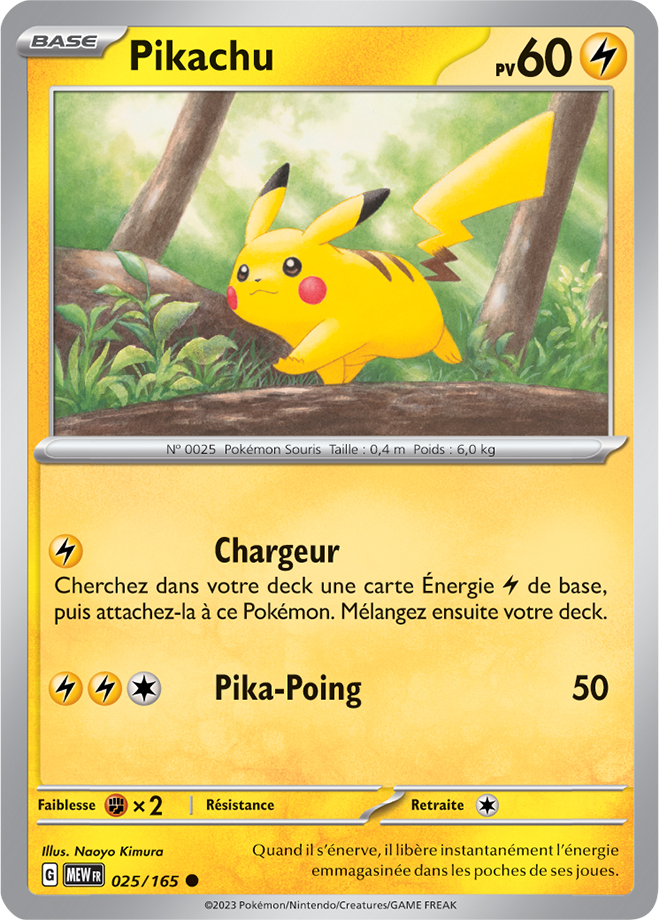 BASE Pikachu PV60
Nº 0025 Pokémon Souris Taille : 0,4 m Poids : 6,0 kg
Chargeur
Cherchez dans votre deck une carte Énergie de base,
puis attachez-la à ce Pokémon. Mélangez ensuite votre deck.
Pika-Poing 50
Faiblesse ×2 Résistance Retraite
Illus. Naoyo Kimura
Quand il s'énerve, il libère instantanément l'énergie
emmagasinée dans les poches de ses joues.
G MEW FR 025/165
©2023 Pokémon/Nintendo/Creatures/GAME FREAK